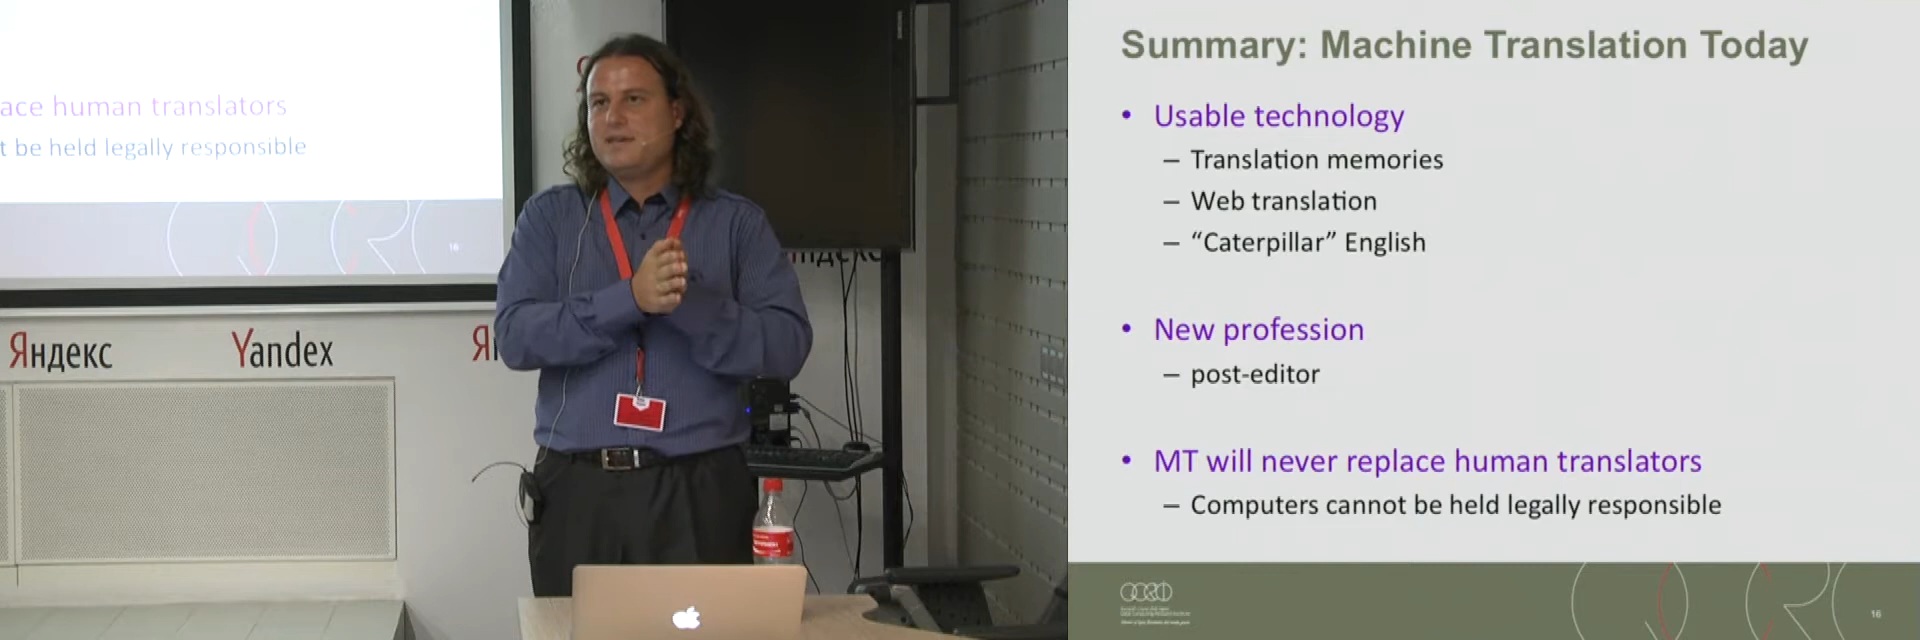 ace human translators
t be held legally responsible
16
Яндекс
Yandex
Я
ндекс
Summary: Machine Translation Today
• Usable technology
– Translation memories
– Web translation
– “Caterpillar” English
• New profession
– post-editor
• MT will never replace human translators
– Computers cannot be held legally responsible
16